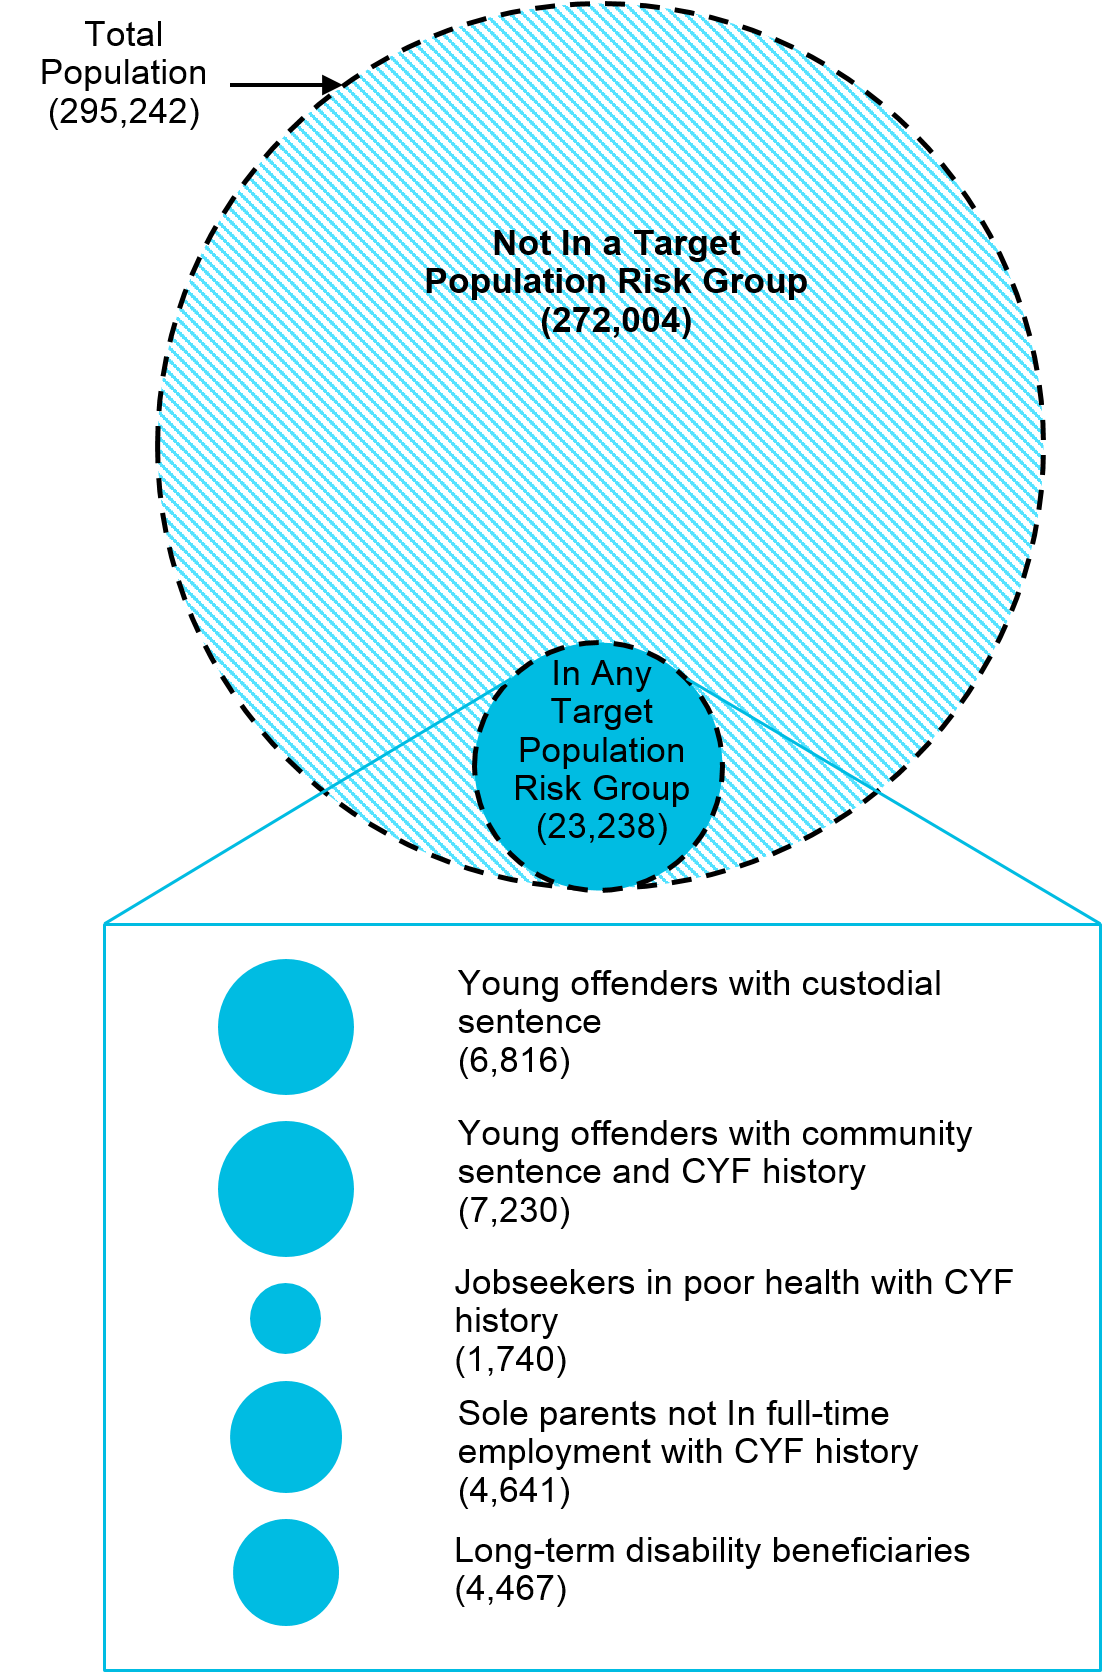 Total
Population
(295,242)
Not In a Target
Population Risk Group
(272,004)
In Any
Target
Population
Risk Group
(23,238)
Young offenders with custodial
sentence
(6,816)
Young offenders with community
sentence and CYF history
(7,230)
Jobseekers in poor health with CYF
history
(1,740)
Sole parents not In full-time
employment with CYF history
(4,641)
Long-term disability beneficiaries
(4,467)